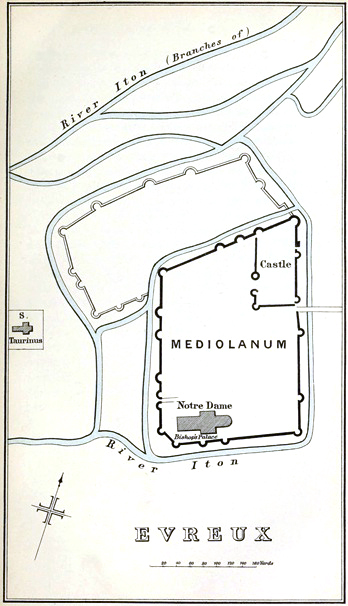 River Iton (Branches of)
Castle
S.
Taurinus
MEDIOLANUM
Notre Dame
Bishop's Palace
River Iton
EVREUX
20 40 60 80 100 120 140 160 Yards